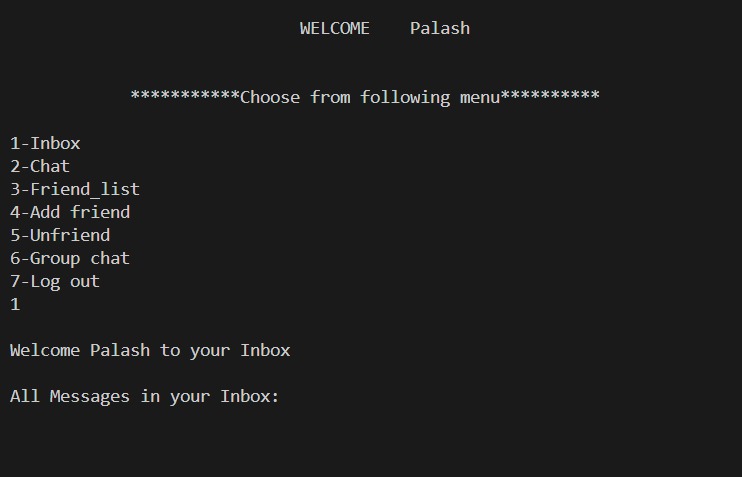 WELCOME    Palash
***********Choose from following menu**********
1-Inbox
2-Chat
3-Friend_list
4-Add friend
5-Unfriend
6-Group chat
7-Log out
1
Welcome Palash to your Inbox
All Messages in your Inbox: